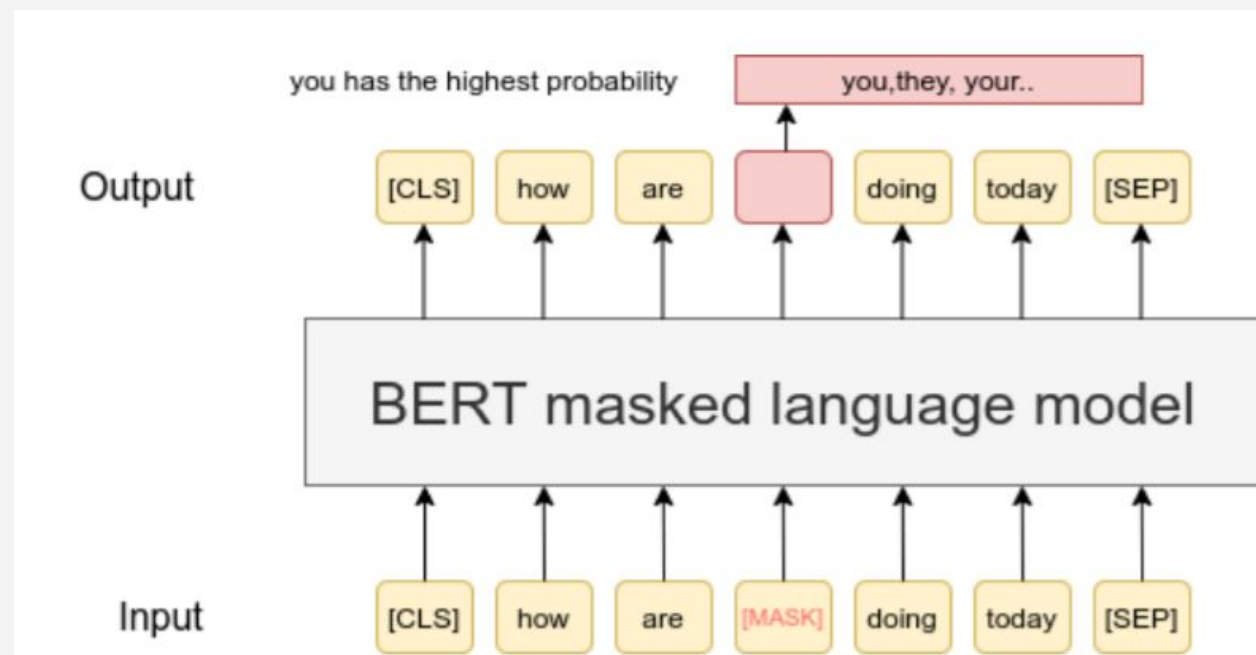 you has the highest probability you,they, your..
Output [CLS] how are doing today [SEP]
BERT masked language model
Input [CLS] how are [MASK] doing today [SEP]